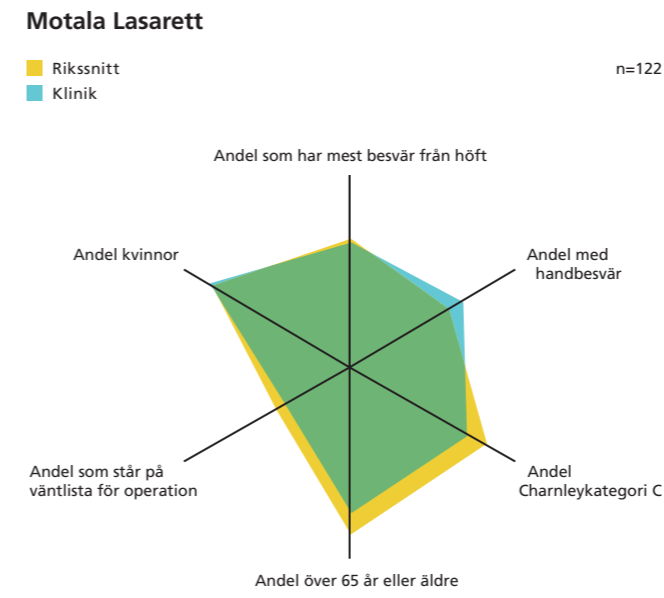 Motala Lasarett
Rikssnitt
n=122
Klinik
Andel som har mest besvär från höft
Andel kvinnor
Andel med
handbesvär
Andel som står på
väntlista för operation
Andel
Charnleykategori C
Andel över 65 år eller äldre